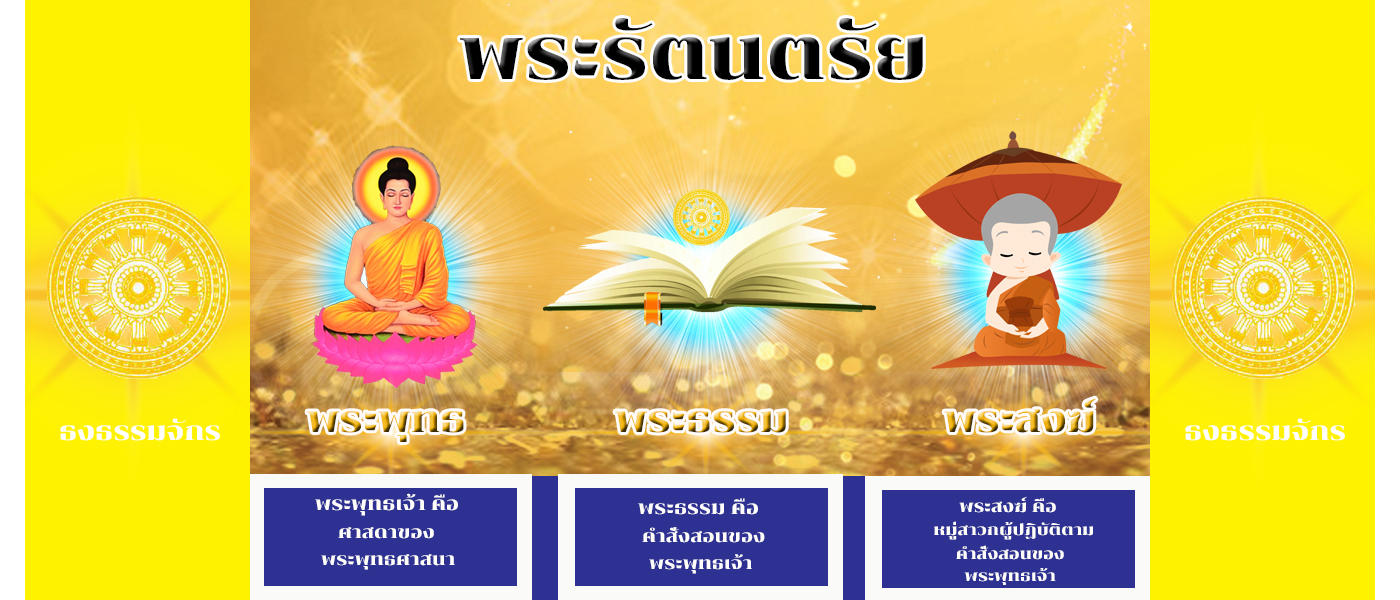 พระรัตนตรัย
ธงธรรมจักร
พระพุทธ
พระธรรม
พระสงฆ์
ธงธรรมจักร
พระพุทธเจ้า คือ
ศาสดาของ
พระพุทธศาสนา
พระธรรม คือ
คำสั่งสอนของ
พระพุทธเจ้า
พระสงฆ์ คือ
หมู่สาวกผู้ปฏิบัติตาม
คำสั่งสอนของ
พระพุทธเจ้า